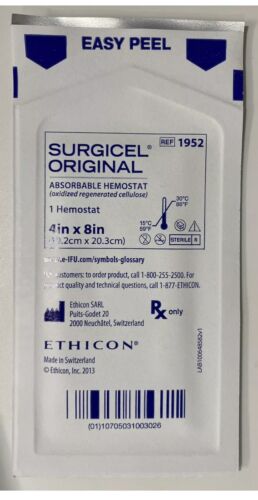 EASY PEEL
REF 1952
SURGICEL®
ORIGINAL
ABSORBABLE HEMOSTAT
(oxidized regenerated cellulose)
1 Hemostat
4in x 8in
0.2cm x 20.3cm)
30°C
86°F
15°C
59°F
STERILE R
e-IFU.com/symbols-glossary
customers: to order product, call 1-800-255-2500. For
ct quality and technical questions, call 1-877-ETHICON.
Ethicon SARL
Puits-Godet 20
2000 Neuchâtel, Switzerland
Rx only
ETHICON®
Made in Switzerland
© Ethicon, Inc. 2013
(01)10705031003026